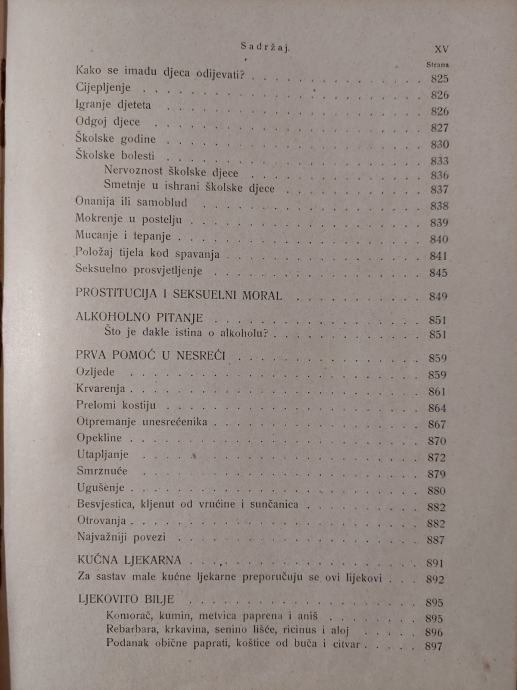 Sadržaj. XV
Strana
Kako se imadu djeca odijevati? . . . . . . . . . . . 825
Cijepljenje . . . . . . . . . . . . . . . . . . 826
Igranje djeteta . . . . . . . . . . . . . . . . . 826
Odgoj djece . . . . . . . . . . . . . . . . . . 827
Školske godine . . . . . . . . . . . . . . . . . 830
Školske bolesti . . . . . . . . . . . . . . . . . 833
Nervoznost školske djece . . . . . . . . . . . . 836
Smetnje u ishrani školske djece . . . . . . . . . 837
Onanija ili samoblud . . . . . . . . . . . . . . . 838
Mokrenje u postelju . . . . . . . . . . . . . . . 839
Mucanje i tepanje . . . . . . . . . . . . . . . . 840
Položaj tijela kod spavanja . . . . . . . . . . . . . 841
Seksuelno prosvjetljenje . . . . . . . . . . . . . . 845
PROSTITUCIJA I SEKSUELNI MORAL . . . . . . . . . 849
ALKOHOLNO PITANJE . . . . . . . . . . . . . . 851
Što je dakle istina o alkoholu? . . . . . . . . . . 851
PRVA POMOĆ U NESREĆI . . . . . . . . . . . . . 859
Ozljede . . . . . . . . . . . . . . . . . . . 859
Krvarenja . . . . . . . . . . . . . . . . . . . 861
Prelomi kostiju . . . . . . . . . . . . . . . . . 864
Otpremanje unesrećenika . . . . . . . . . . . . . . 867
Opekline . . . . . . . . . . . . . . . . . . . 870
Utapljanje . . . . . . . . . . . . . . . . . . 872
Smrznuće . . . . . . . . . . . . . . . . . . 879
Ugušenje . . . . . . . . . . . . . . . . . . . 880
Besvjestica, kljenut od vrućine i sunčanica . . . . . . . . 882
Otrovanja . . . . . . . . . . . . . . . . . . . 882
Najvažniji povezi . . . . . . . . . . . . . . . . 887
KUĆNA LJEKARNA . . . . . . . . . . . . . . . 891
Za sastav male kućne ljekarne preporučuju se ovi lijekovi . . . 892
LJEKOVITO BILJE . . . . . . . . . . . . . . . 895
Komorač, kumin, metvica paprena i aniš . . . . . . . 895
Rebarbara, krkavina, senino lišće, ricinus i aloj . . . . . 896
Podanak obične paprati, koštice od buča i citvar . . . . . 897